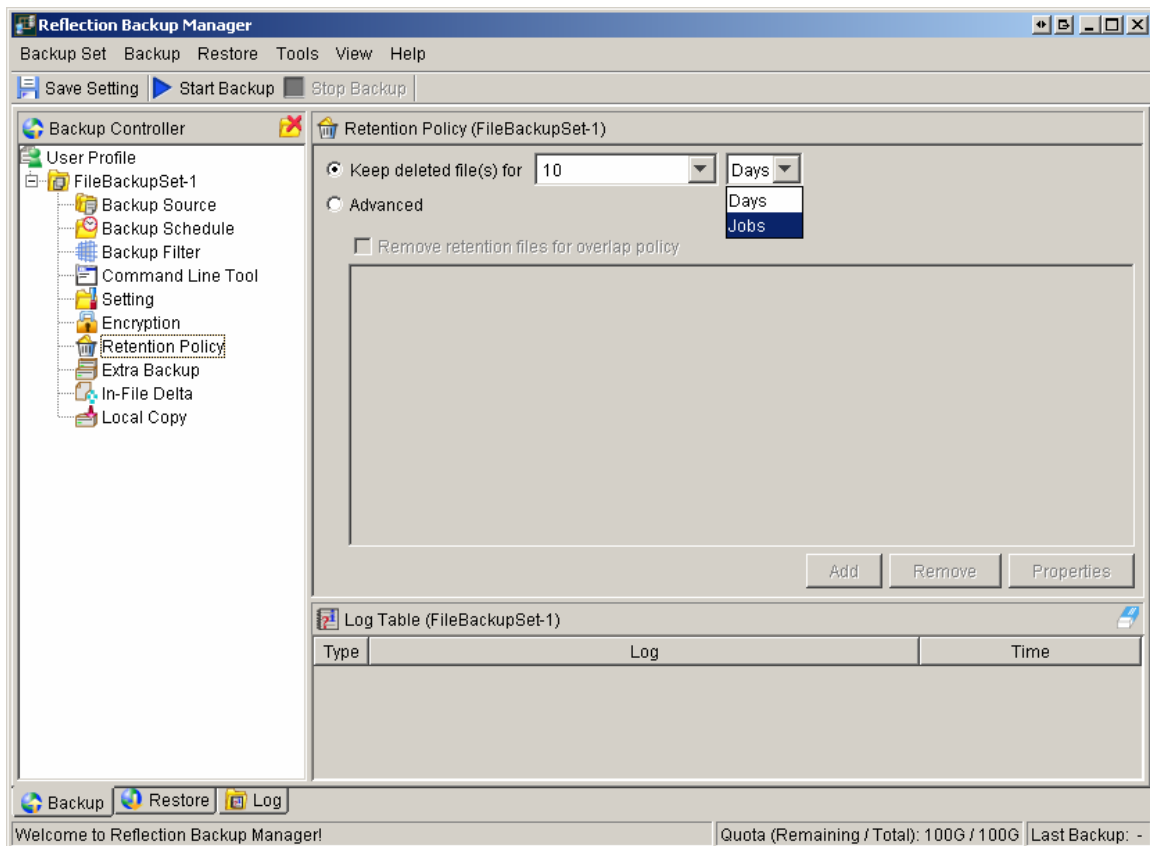 Reflection Backup Manager
Backup Set Backup Restore Tools View Help
Save Setting Start Backup Stop Backup
Backup Controller
User Profile
FileBackupSet-1
Backup Source
Backup Schedule
Backup Filter
Command Line Tool
Setting
Encryption
Retention Policy
Extra Backup
In-File Delta
Local Copy
Retention Policy (FileBackupSet-1)
Keep deleted file(s) for 10 Days
Days
Jobs
Advanced
Remove retention files for overlap policy
Add Remove Properties
Log Table (FileBackupSet-1)
Type Log Time
Backup Restore Log
Welcome to Reflection Backup Manager! Quota (Remaining / Total): 100G / 100G Last Backup: -